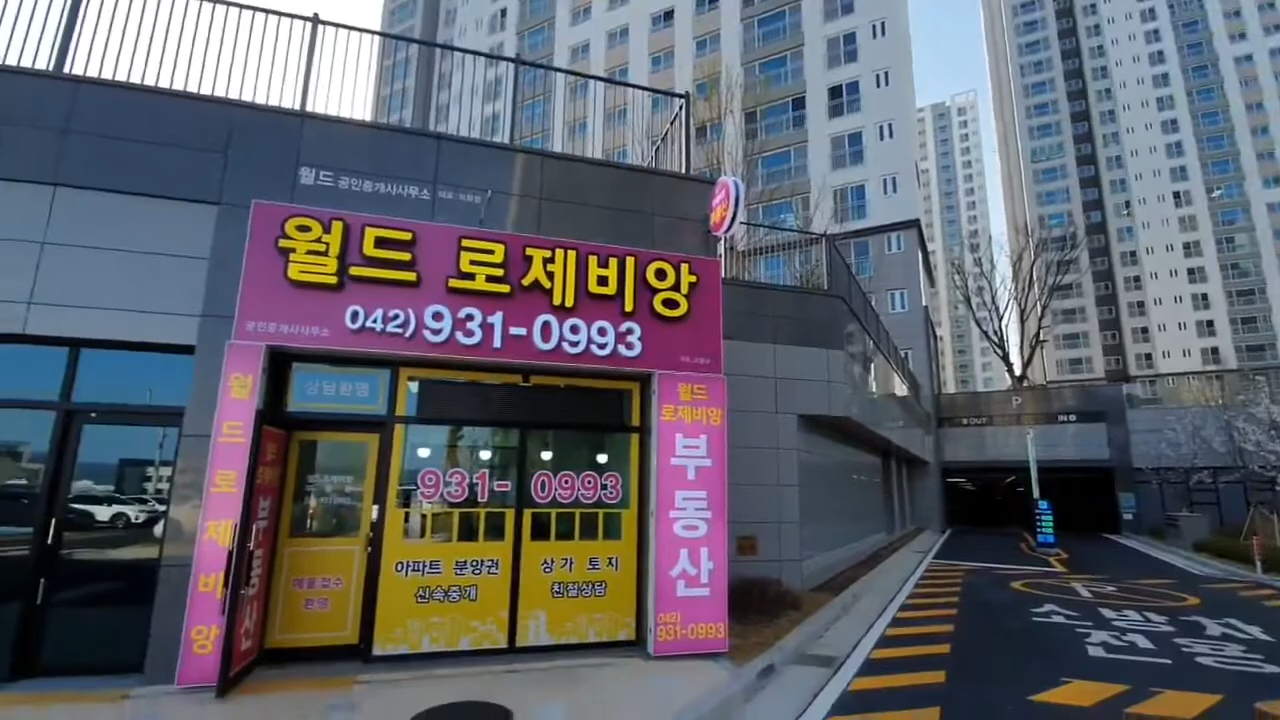 월드 공인중개사사무소
월드 로제비앙
042) 931-0993
공인중개사사무소
상담환영
월드로제비앙
부동산
931- 0993
아파트 분양권
신속중개
상가 토지
친절상담
매물접수
환영
월드
로제비앙
부동산
042)
931-0993
P
OUT
IN
소방차
전용